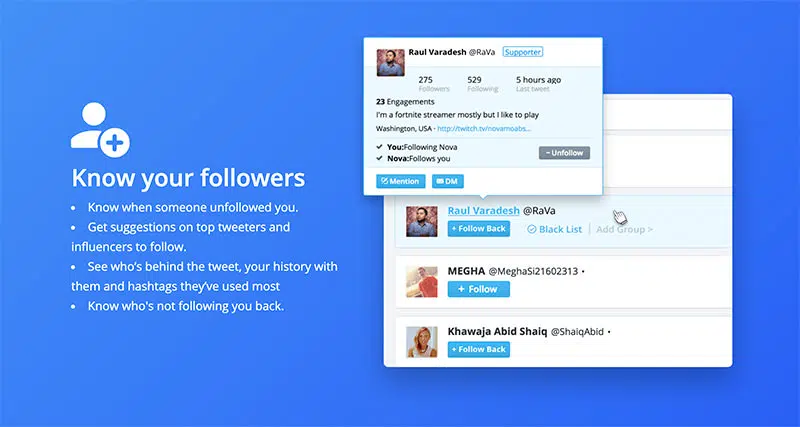 Know your followers
• Know when someone unfollowed you.
• Get suggestions on top tweeters and
influencers to follow.
• See who's behind the tweet, your history with
them and hashtags they've used most
• Know who's not following you back.
Raul Varadesh @RaVa Supporter
275 529 5 hours ago
Followers Following Last tweet
23 Engagements
I'm a fortnite streamer mostly but I like to play
Washington, USA - http://twitch.tv/novamoabs...
You:Following Nova
Nova:Follows you
− Unfollow
Mention DM
Raul Varadesh @RaVa
+ Follow Back Black List Add Group >
MEGHA @MeghaSi21602313 •
+ Follow
Khawaja Abid Shaiq @ShaiqAbid •
+ Follow Back